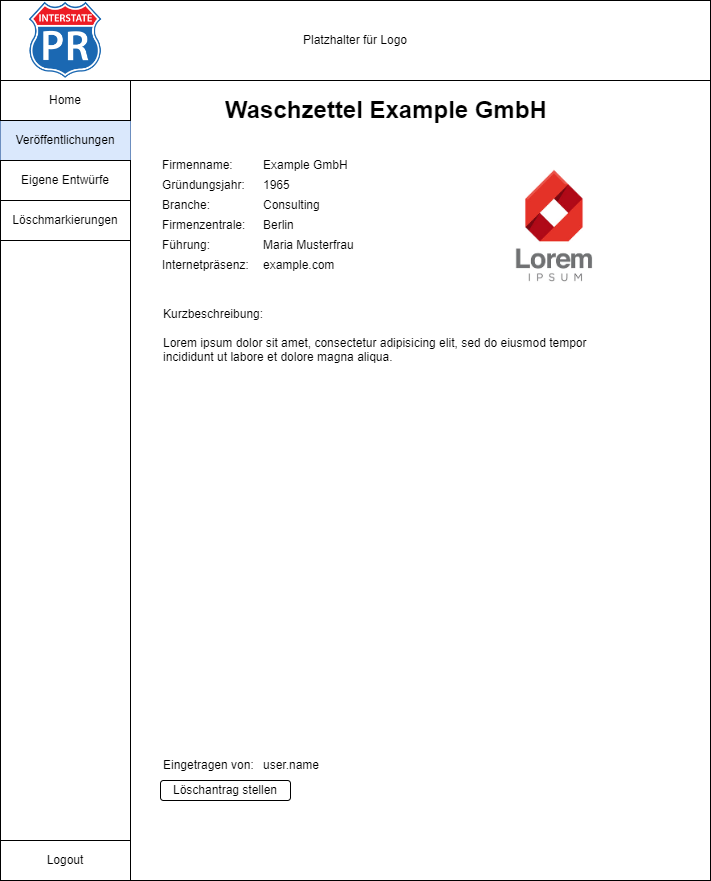 INTERSTATE
PR
Platzhalter für Logo
Home
Veröffentlichungen
Eigene Entwürfe
Löschmarkierungen
Waschzettel Example GmbH
Firmenname: Example GmbH
Gründungsjahr: 1965
Branche: Consulting
Firmenzentrale: Berlin
Führung: Maria Musterfrau
Internetpräsenz: example.com
Lorem
IPSUM
Kurzbeschreibung:
Lorem ipsum dolor sit amet, consectetur adipisicing elit, sed do eiusmod tempor
incididunt ut labore et dolore magna aliqua.
Eingetragen von: user.name
Löschantrag stellen
Logout